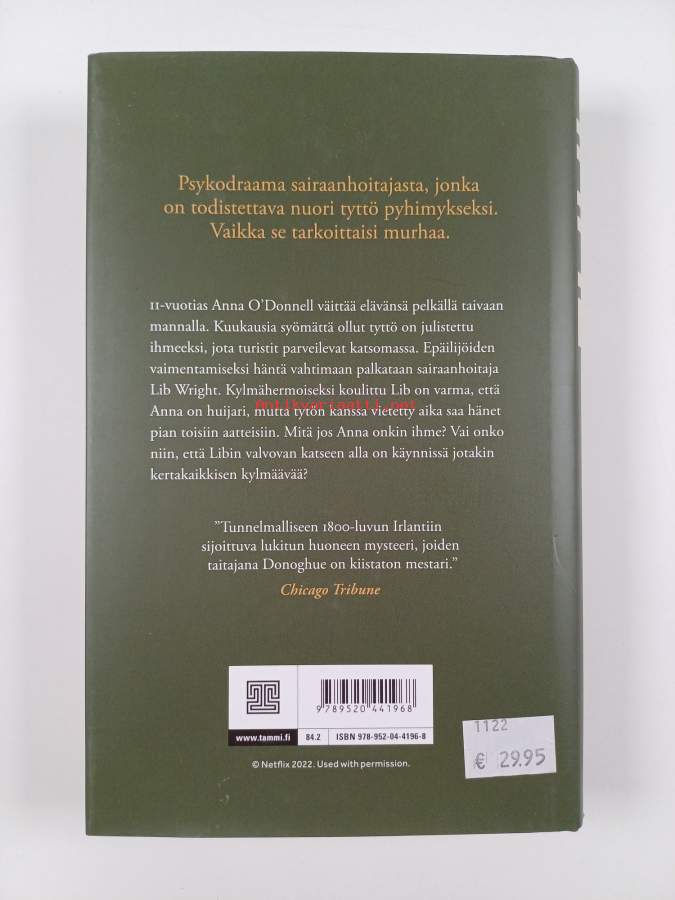 Psykodraama sairaanhoitajasta, jonka
on todistettava nuori tyttö pyhimykseksi.
Vaikka se tarkoittaisi murhaa.
11-vuotias Anna O'Donnell väittää elävänsä pelkällä taivaan
mannalla. Kuukausia syömättä ollut tyttö on julistettu
ihmeeksi, jota turistit parveilevat katsomassa. Epäilijöiden
vaimentamiseksi häntä vahtimaan palkataan sairaanhoitaja
Lib Wright. Kylmähermoiseksi koulittu Lib on varma, että
Anna on huijari, mutta tytön kanssa vietetty aika saa hänet
antikvariaatti.net
pian toisiin aatteisiin. Mitä jos Anna onkin ihme? Vai onko
niin, että Libin valvovan katseen alla on käynnissä jotakin
kertakaikkisen kylmäävää?
”Tunnelmalliseen 1800-luvun Irlantiin
sijoittuva lukitun huoneen mysteeri, joiden
taitajana Donoghue on kiistaton mestari.”
Chicago Tribune
9 789520 441968
www.tammi.fi 84.2 ISBN 978-952-04-4196-8
© Netflix 2022. Used with permission.
1122
€ 29.95